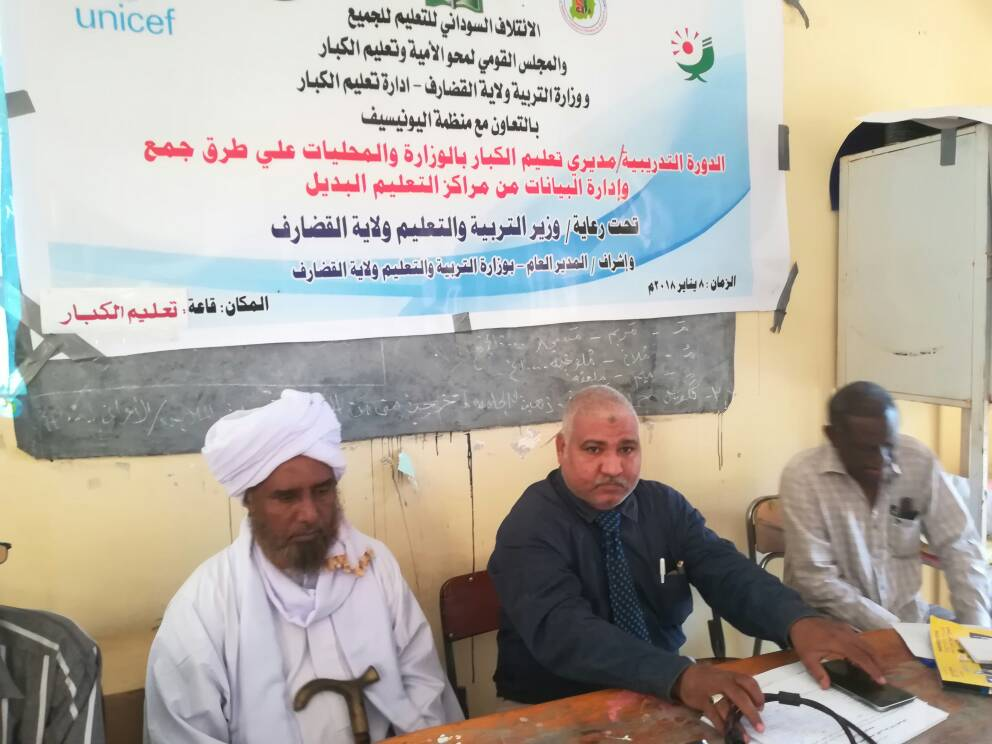 unicef
الائتلاف السوداني للتعليم للجميع
والمجلس القومي لمحو الأمية وتعليم الكبار
ووزارة التربية ولاية القضارف - ادارة تعليم الكبار
بالتعاون مع منظمة اليونيسيف
الدورة التدريبية/مديري تعليم الكبار بالوزارة والمحليات علي طرق جمع
وإدارة البيانات من مراكز التعليم البديل
تحت رعاية/ وزير التربية والتعليم ولاية القضارف
واشراف / المدير العام - بوزارة التربية والتعليم ولاية القضارف
الزمان : ٨ يناير ٢٠١٨م
المكان : قاعة : تعليم الكبار